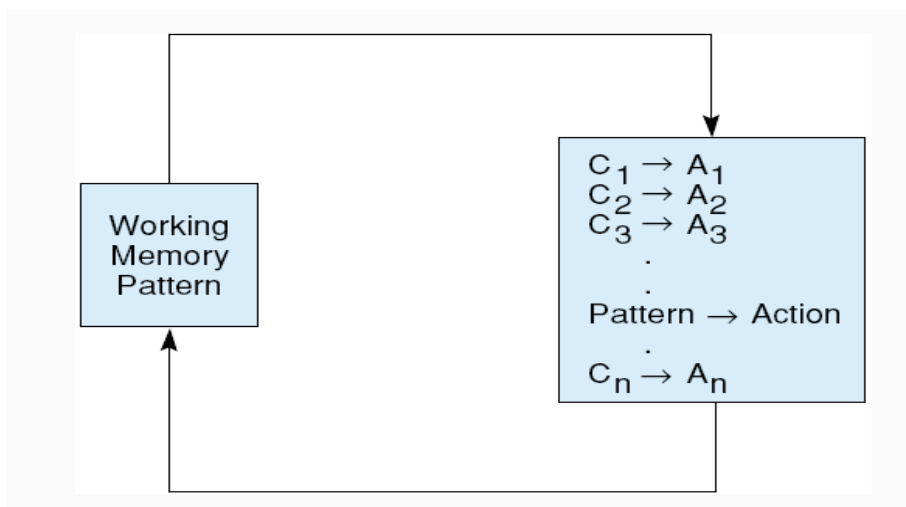 Working
Memory
Pattern
C₁ → A₁
C₂ → A₂
C₃ → A₃
.
.
Pattern → Action
.
Cₙ → Aₙ